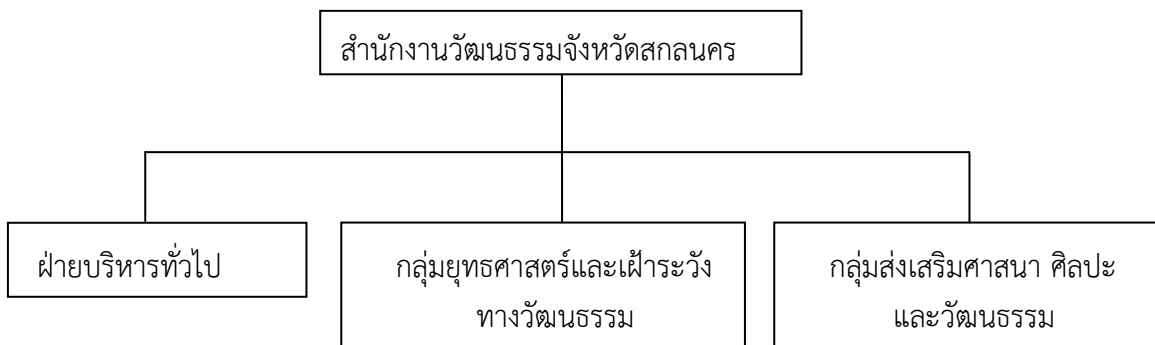 สำนักงานวัฒนธรรมจังหวัดสกลนคร
ฝ่ายบริหารทั่วไป
กลุ่มยุทธศาสตร์และเฝ้าระวัง
ทางวัฒนธรรม
กลุ่มส่งเสริมศาสนา ศิลปะ
และวัฒนธรรม